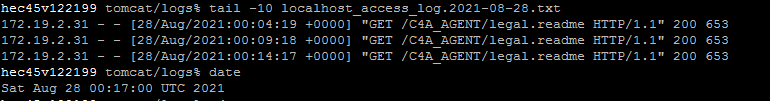 hec45v122199 tomcat/logs% tail -10 localhost_access_log.2021-08-28.txt
172.19.2.31 - - [28/Aug/2021:00:04:19 +0000] "GET /C4A_AGENT/legal.readme HTTP/1.1" 200 653
172.19.2.31 - - [28/Aug/2021:00:09:18 +0000] "GET /C4A_AGENT/legal.readme HTTP/1.1" 200 653
172.19.2.31 - - [28/Aug/2021:00:14:17 +0000] "GET /C4A_AGENT/legal.readme HTTP/1.1" 200 653
hec45v122199 tomcat/logs% date
Sat Aug 28 00:17:00 UTC 2021